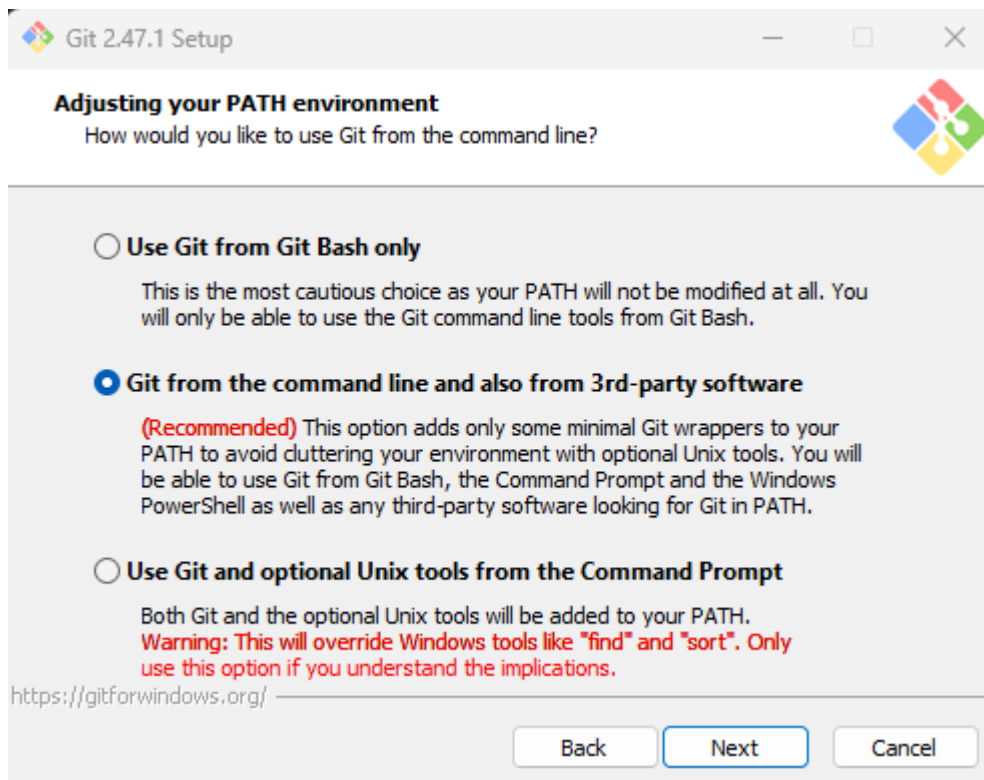 Git 2.47.1 Setup
Adjusting your PATH environment
How would you like to use Git from the command line?
Use Git from Git Bash only
This is the most cautious choice as your PATH will not be modified at all. You
will only be able to use the Git command line tools from Git Bash.
Git from the command line and also from 3rd-party software
(Recommended) This option adds only some minimal Git wrappers to your
PATH to avoid cluttering your environment with optional Unix tools. You will
be able to use Git from Git Bash, the Command Prompt and the Windows
PowerShell as well as any third-party software looking for Git in PATH.
Use Git and optional Unix tools from the Command Prompt
Both Git and the optional Unix tools will be added to your PATH.
Warning: This will override Windows tools like "find" and "sort". Only
use this option if you understand the implications.
https://gitforwindows.org/
Back Next Cancel